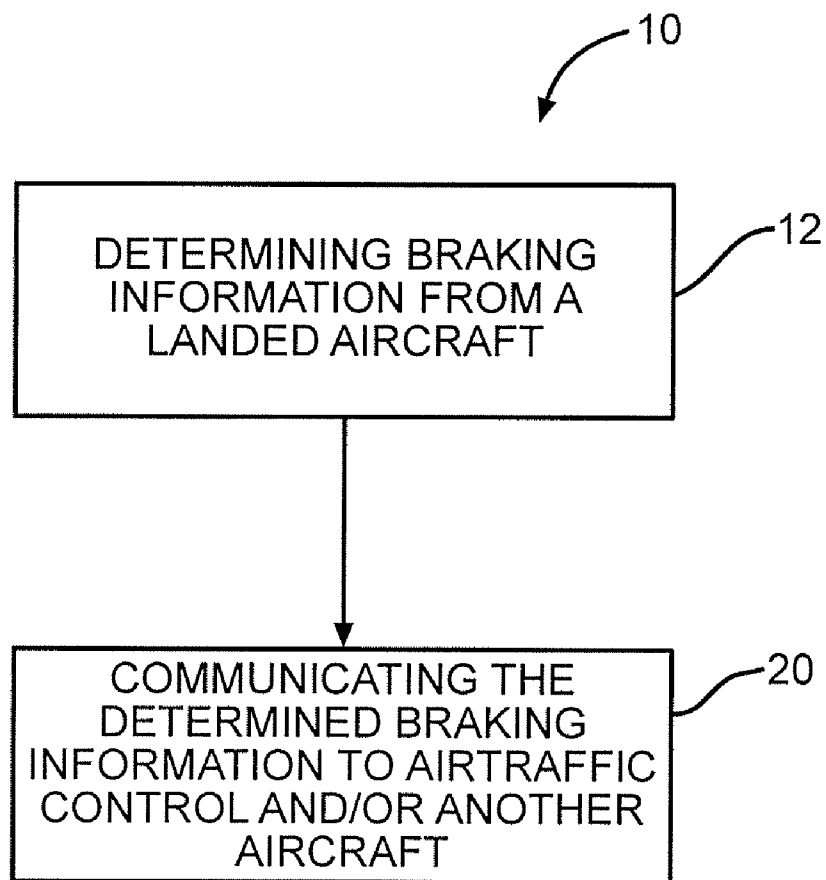 10
DETERMINING BRAKING
INFORMATION FROM A
LANDED AIRCRAFT
12
COMMUNICATING THE
DETERMINED BRAKING
INFORMATION TO AIRTRAFFIC
CONTROL AND/OR ANOTHER
AIRCRAFT
20